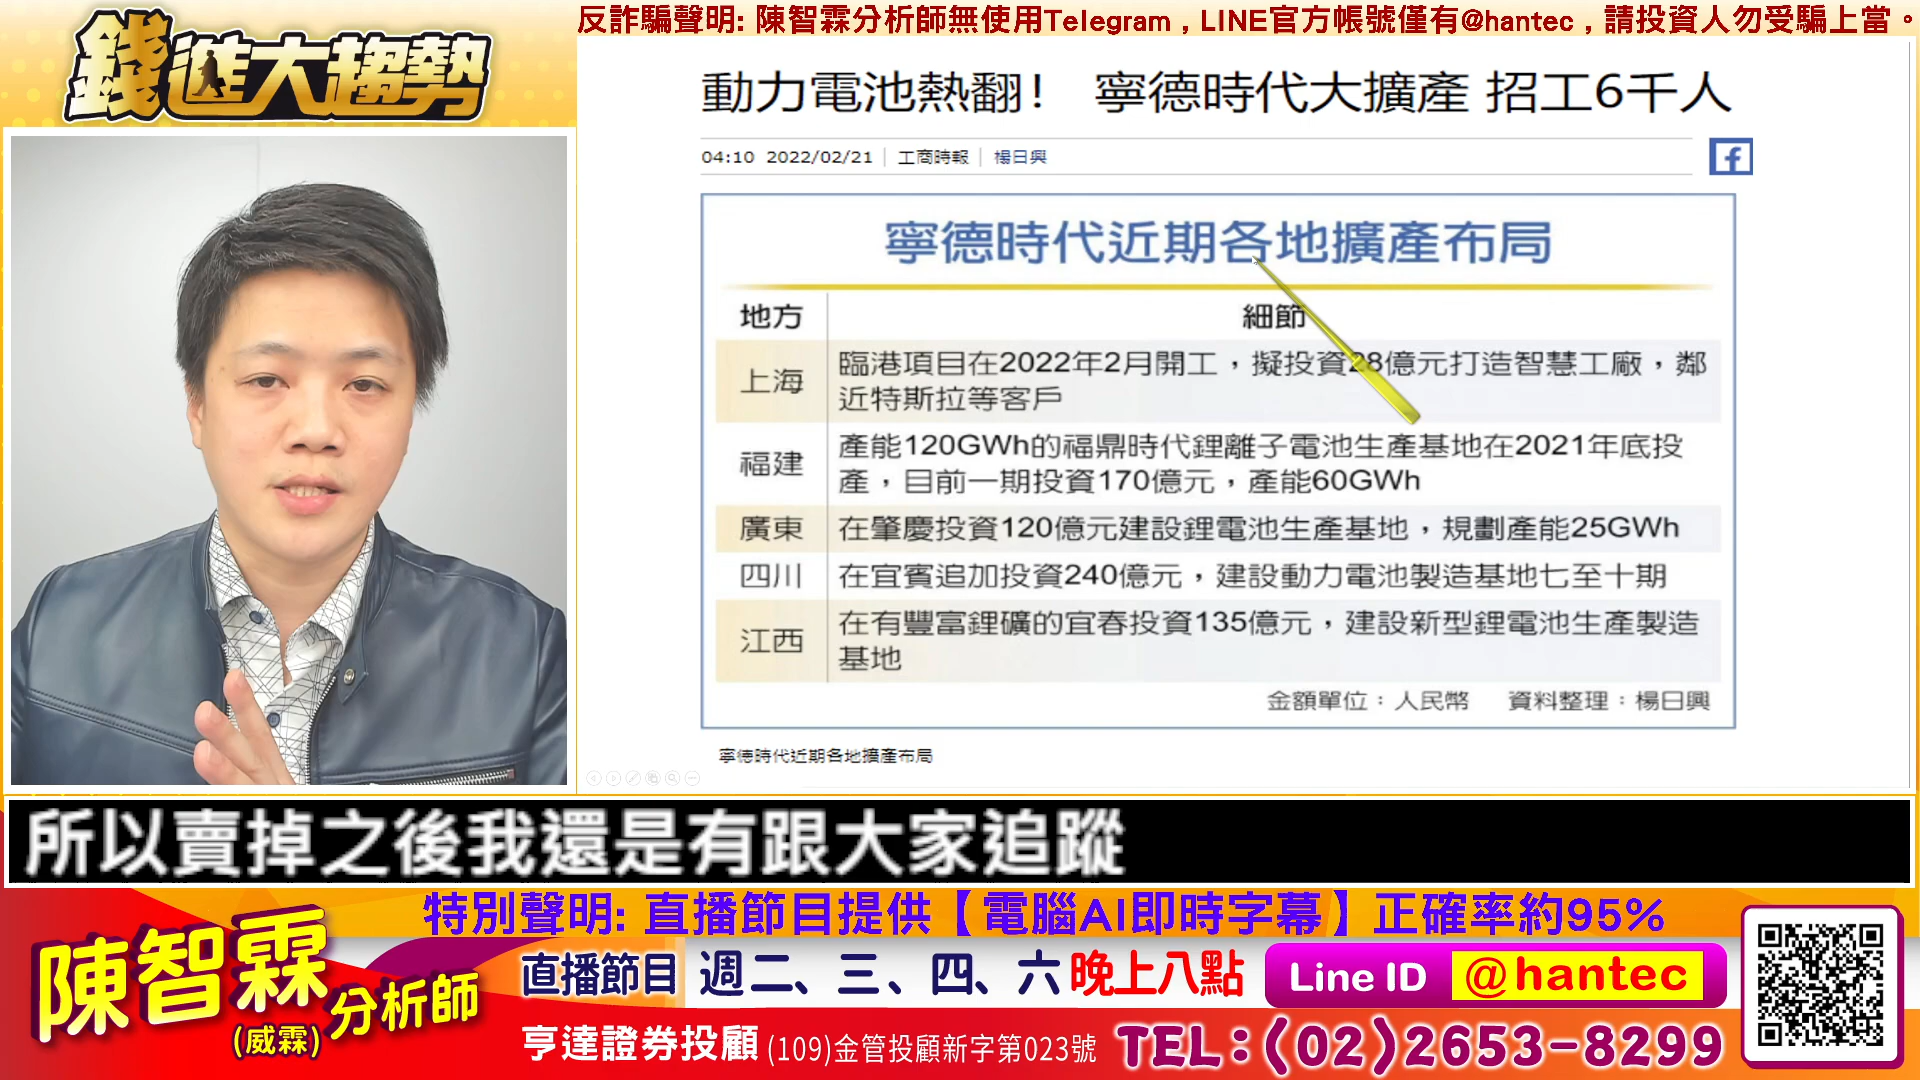 反詐騙聲明: 陳智霖分析師無使用Telegram , LINE官方帳號僅有@hantec , 請投資人勿受騙上當。
錢進大趨勢
動力電池熱翻! 寧德時代大擴產 招工6千人
04:10 2022/02/21 │ 工商時報 │ 楊日興
寧德時代近期各地擴產布局
地方 細節
上海 臨港項目在2022年2月開工，擬投資28億元打造智慧工廠，鄰
近特斯拉等客戶
福建 產能120GWh的福鼎時代鋰離子電池生產基地在2021年底投
產，目前一期投資170億元，產能60GWh
廣東 在肇慶投資120億元建設鋰電池生產基地，規劃產能25GWh
四川 在宜賓追加投資240億元，建設動力電池製造基地七至十期
江西 在有豐富鋰礦的宜春投資135億元，建設新型鋰電池生產製造
基地
金額單位：人民幣 資料整理：楊日興
寧德時代近期各地擴產布局
所以賣掉之後我還是有跟大家追蹤
特別聲明: 直播節目提供【電腦AI即時字幕】正確率約95%
陳智霖分析師
(威霖)
直播節目 週二、三、四、六 晚上八點
Line ID @hantec
亨達證券投顧 (109)金管投顧新字第023號 TEL:(02)2653-8299